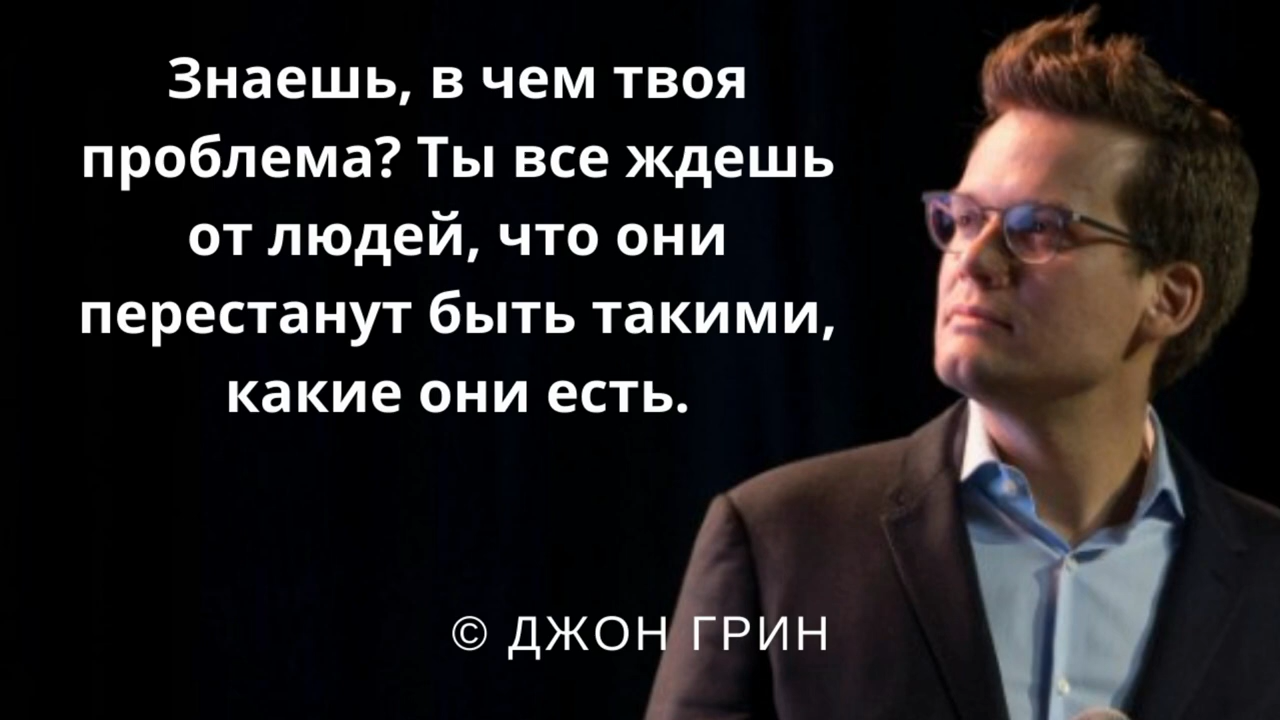 Знаешь, в чем твоя
проблема? Ты все ждешь
от людей, что они
перестанут быть такими,
какие они есть.
© ДЖОН ГРИН